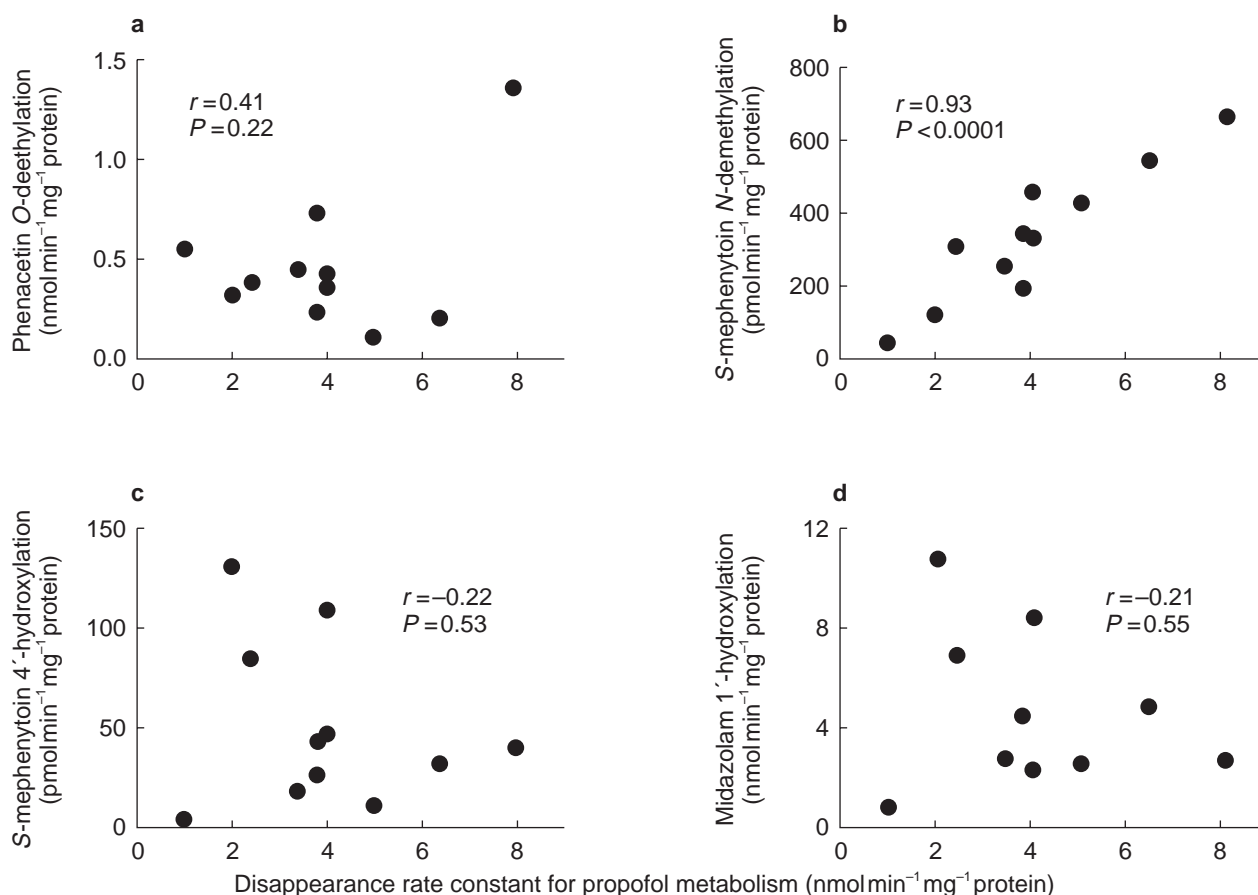 a
Phenacetin O-deethylation
(nmol min⁻¹ mg⁻¹ protein)
1.5
1.0
0.5
0.0
r = 0.41
P = 0.22
0 2 4 6 8
b
S-mephenytoin N-demethylation
(pmol min⁻¹ mg⁻¹ protein)
800
600
400
200
0
r = 0.93
P < 0.0001
0 2 4 6 8
c
S-mephenytoin 4´-hydroxylation
(pmol min⁻¹ mg⁻¹ protein)
150
100
50
0
r = –0.22
P = 0.53
0 2 4 6 8
d
Midazolam 1´-hydroxylation
(nmol min⁻¹ mg⁻¹ protein)
12
8
4
0
r = –0.21
P = 0.55
0 2 4 6 8
Disappearance rate constant for propofol metabolism (nmol min⁻¹ mg⁻¹ protein)